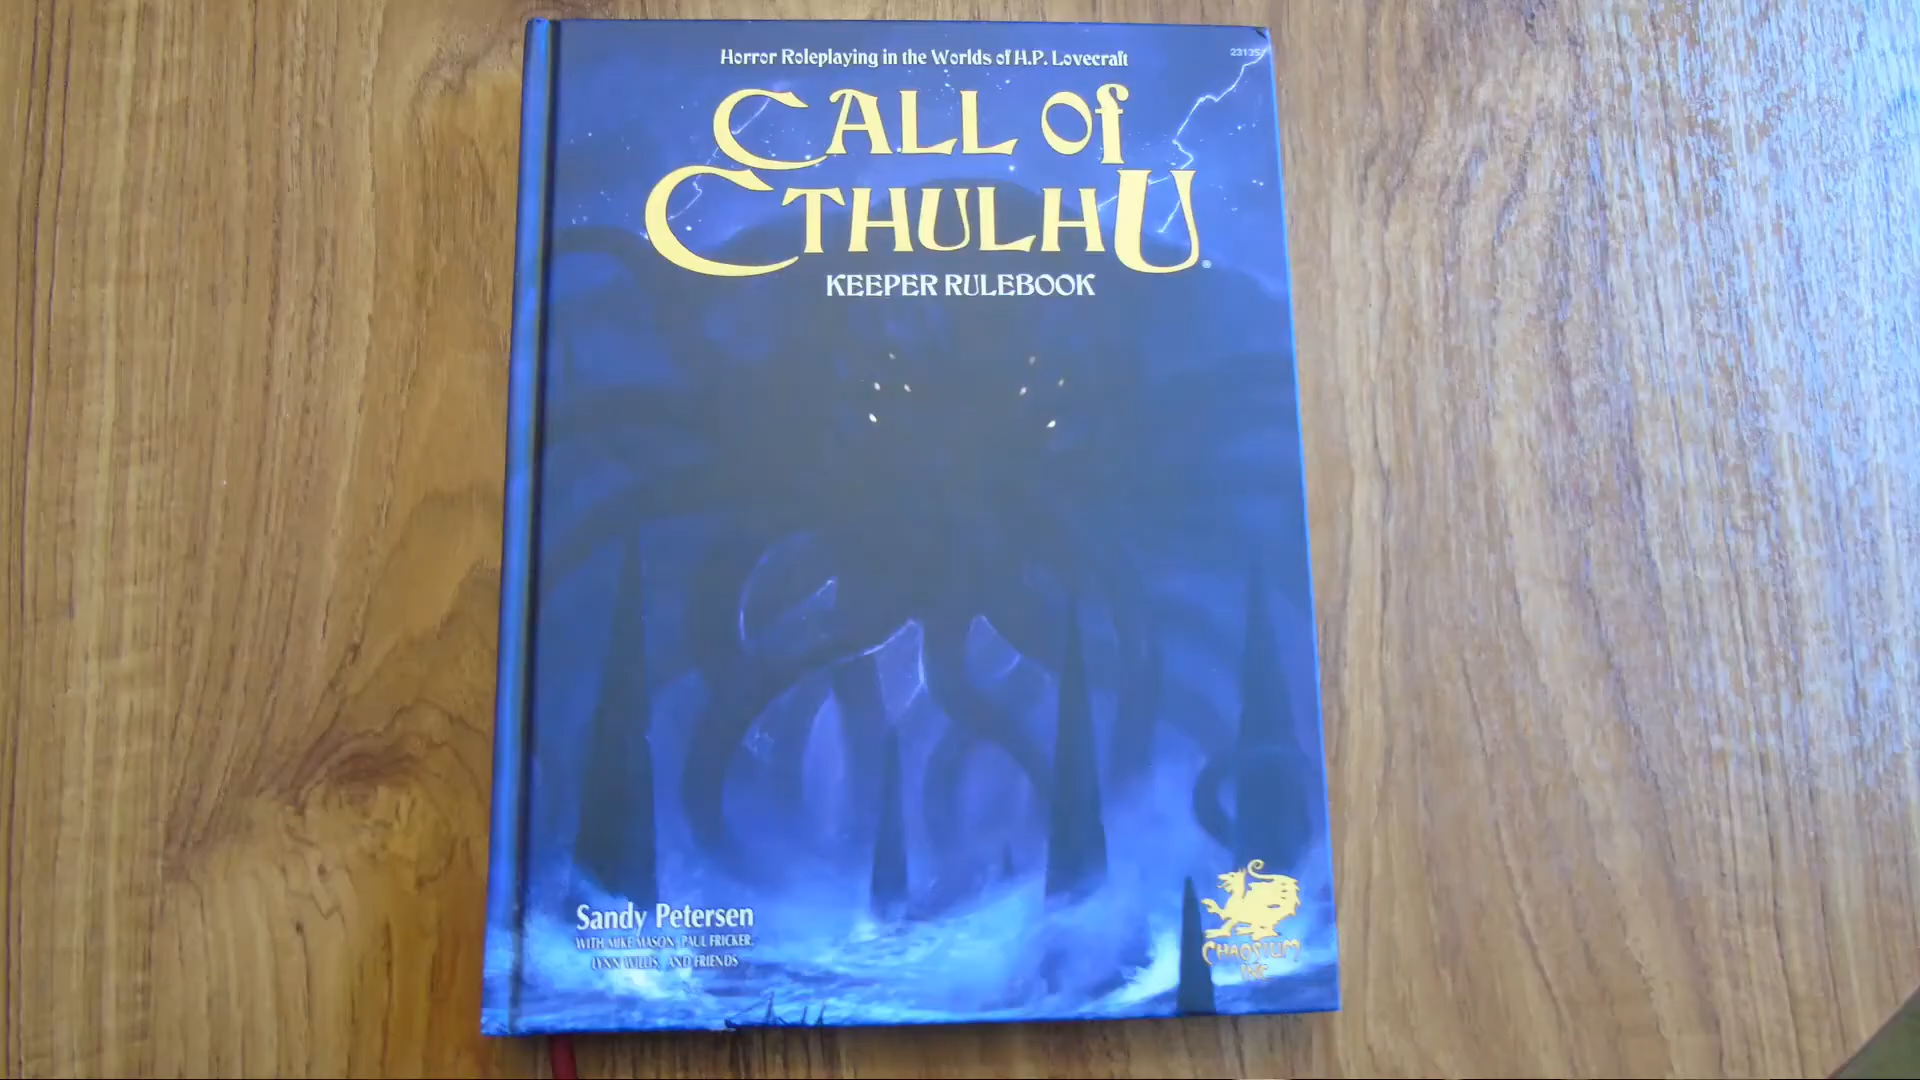 Horror Roleplaying in the Worlds of H.P. Lovecraft
CALL Of
CTHULHU®
KEEPER RULEBOOK
Sandy Petersen
WITH MIKE MASON, PAUL FRICKER,
LYNN WILLIS, AND FRIENDS
CHAOSIUM
INC